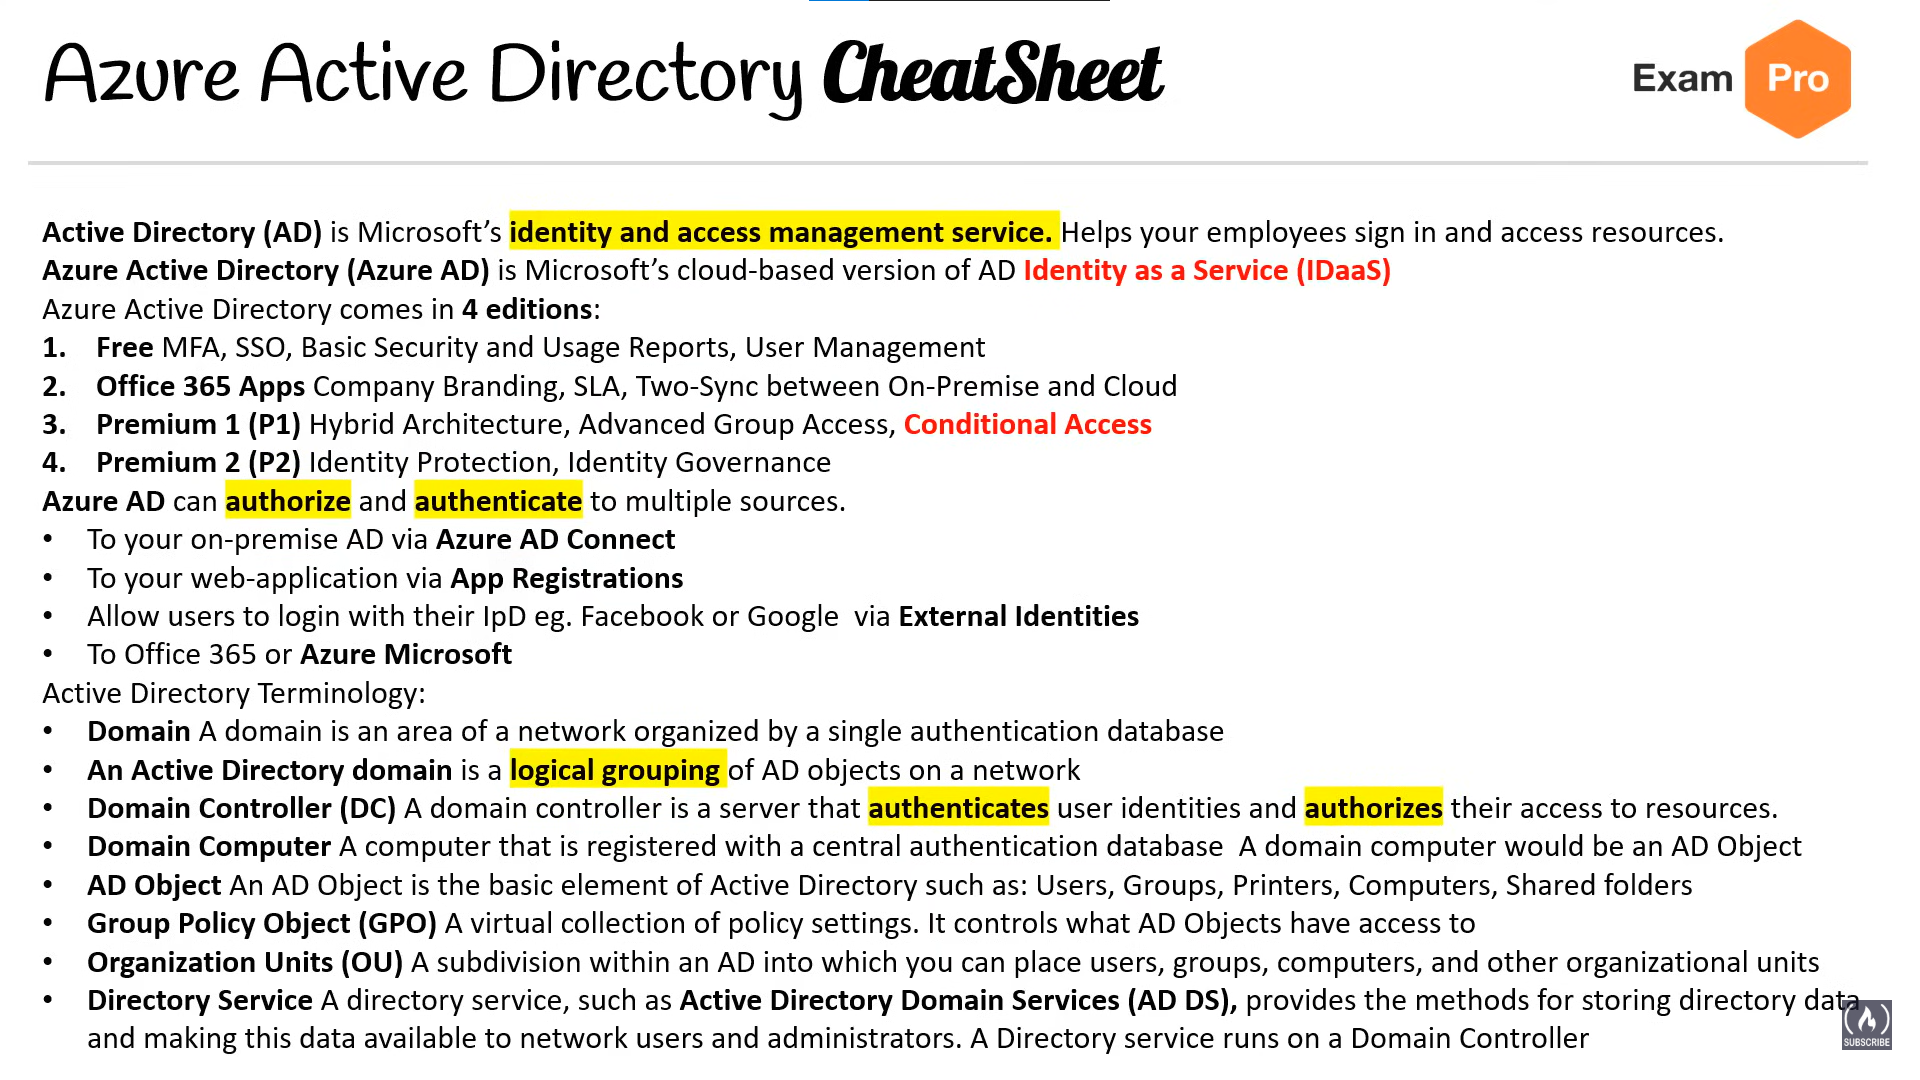 Azure Active Directory CheatSheet
Exam Pro
Active Directory (AD) is Microsoft’s identity and access management service. Helps your employees sign in and access resources.
Azure Active Directory (Azure AD) is Microsoft’s cloud-based version of AD Identity as a Service (IDaaS)
Azure Active Directory comes in 4 editions:
1. Free MFA, SSO, Basic Security and Usage Reports, User Management
2. Office 365 Apps Company Branding, SLA, Two-Sync between On-Premise and Cloud
3. Premium 1 (P1) Hybrid Architecture, Advanced Group Access, Conditional Access
4. Premium 2 (P2) Identity Protection, Identity Governance
Azure AD can authorize and authenticate to multiple sources.
• To your on-premise AD via Azure AD Connect
• To your web-application via App Registrations
• Allow users to login with their IpD eg. Facebook or Google  via External Identities
• To Office 365 or Azure Microsoft
Active Directory Terminology:
• Domain A domain is an area of a network organized by a single authentication database
• An Active Directory domain is a logical grouping of AD objects on a network
• Domain Controller (DC) A domain controller is a server that authenticates user identities and authorizes their access to resources.
• Domain Computer A computer that is registered with a central authentication database  A domain computer would be an AD Object
• AD Object An AD Object is the basic element of Active Directory such as: Users, Groups, Printers, Computers, Shared folders
• Group Policy Object (GPO) A virtual collection of policy settings. It controls what AD Objects have access to
• Organization Units (OU) A subdivision within an AD into which you can place users, groups, computers, and other organizational units
• Directory Service A directory service, such as Active Directory Domain Services (AD DS), provides the methods for storing directory data
and making this data available to network users and administrators. A Directory service runs on a Domain Controller
SUBSCRIBE